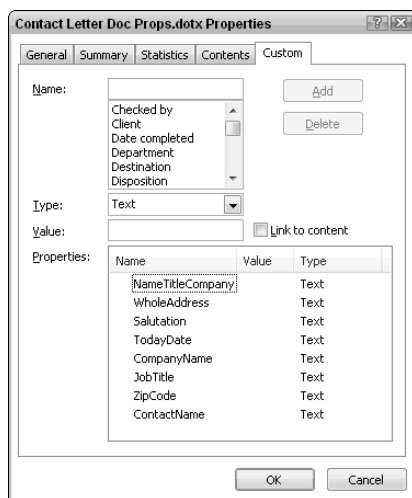 Contact Letter Doc Props.dotx Properties
General Summary Statistics Contents Custom
Name:
Add
Checked by
Client
Date completed
Department
Destination
Disposition
Delete
Type: Text
Value: Link to content
Properties: Name Value Type
NameTitleCompany Text
WholeAddress Text
Salutation Text
TodayDate Text
CompanyName Text
JobTitle Text
ZipCode Text
ContactName Text
OK Cancel